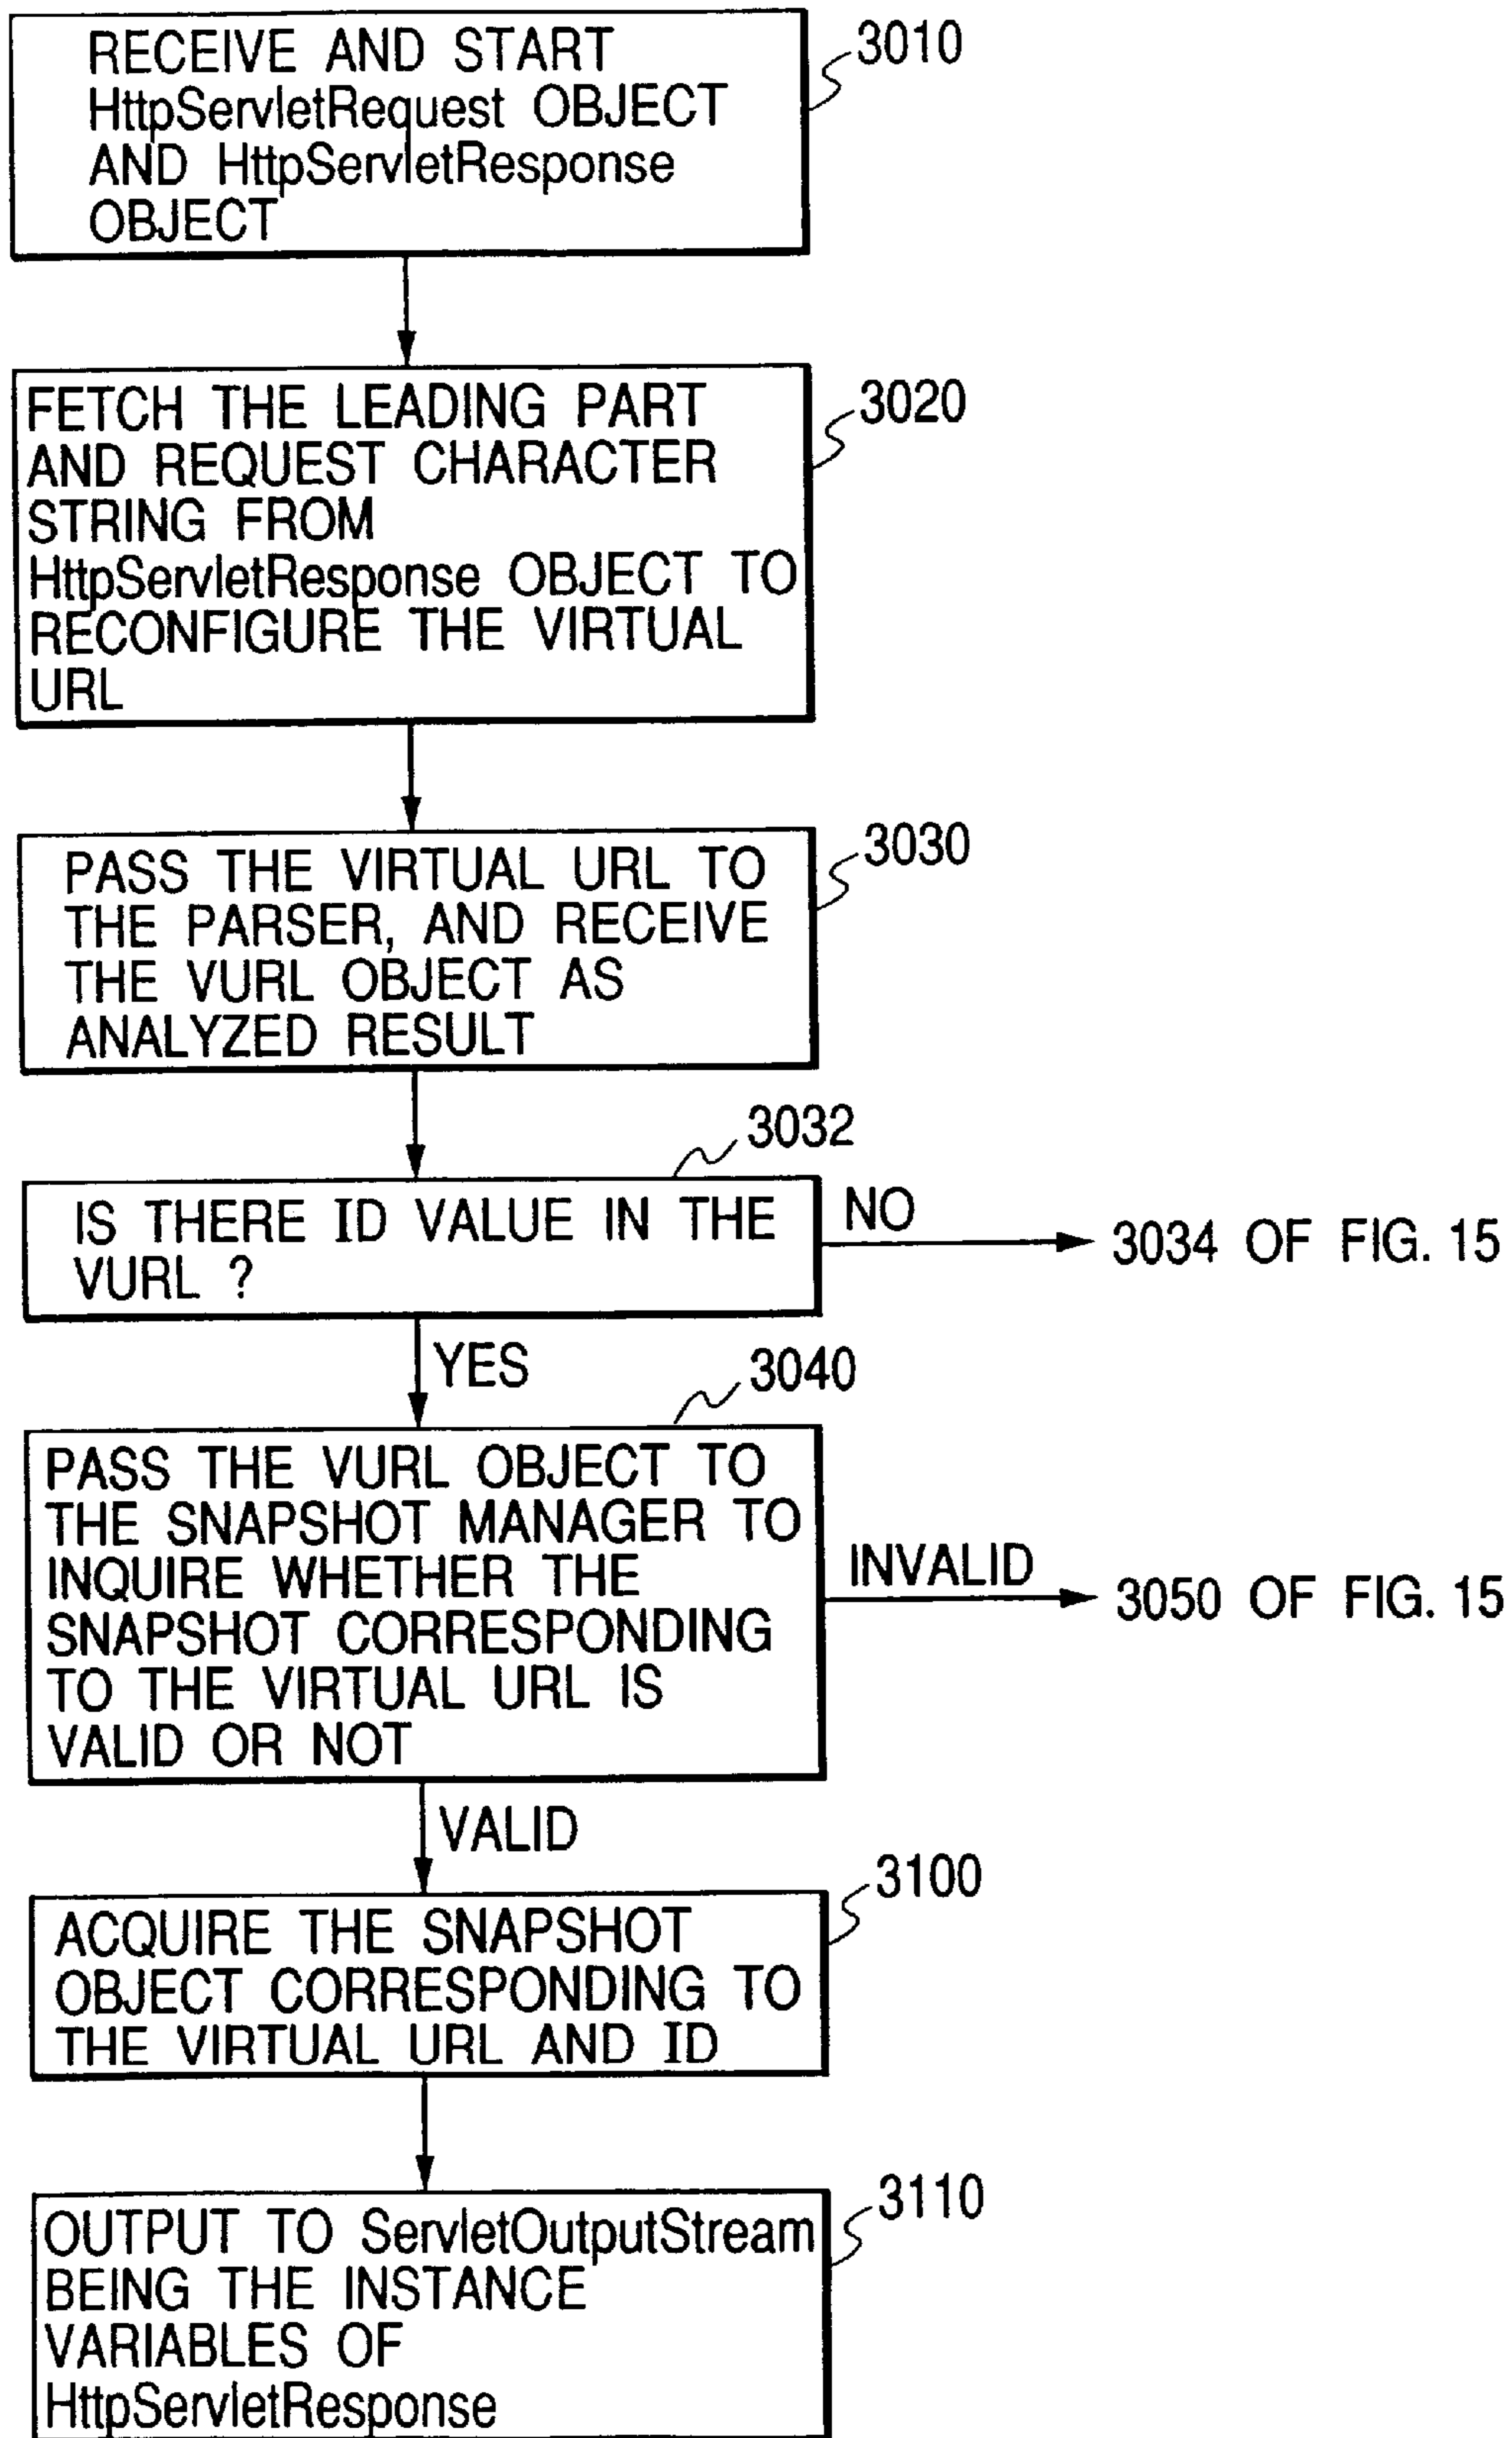 RECEIVE AND START
HttpServletRequest OBJECT
AND HttpServletResponse
OBJECT
3010
FETCH THE LEADING PART
AND REQUEST CHARACTER
STRING FROM
HttpServletResponse OBJECT TO
RECONFIGURE THE VIRTUAL
URL
3020
PASS THE VIRTUAL URL TO
THE PARSER, AND RECEIVE
THE VURL OBJECT AS
ANALYZED RESULT
3030
3032
IS THERE ID VALUE IN THE
VURL ?
NO
3034 OF FIG. 15
YES
3040
PASS THE VURL OBJECT TO
THE SNAPSHOT MANAGER TO
INQUIRE WHETHER THE
SNAPSHOT CORRESPONDING
TO THE VIRTUAL URL IS
VALID OR NOT
INVALID
3050 OF FIG. 15
VALID
3100
ACQUIRE THE SNAPSHOT
OBJECT CORRESPONDING TO
THE VIRTUAL URL AND ID
3110
OUTPUT TO ServletOutputStream
BEING THE INSTANCE
VARIABLES OF
HttpServletResponse